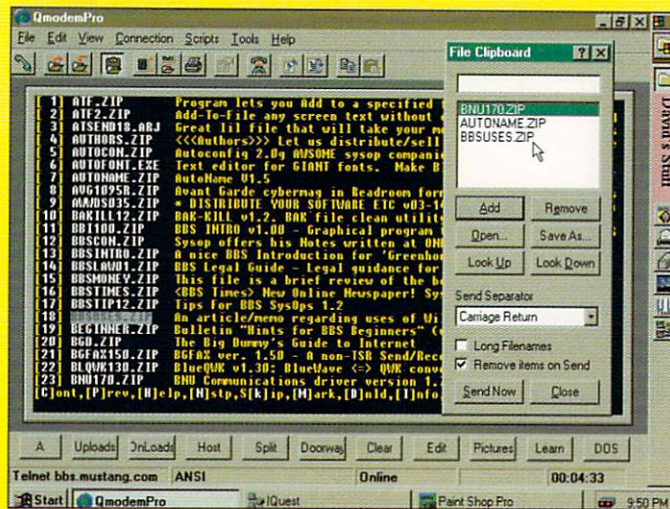 QmodemPro
File Edit View Connection Scripts Tools Help
[ 1] ATF.ZIP Program lets you Add to a specified
[ 2] ATF2.ZIP Add-To-File any screen text without
[ 3] ATSEND18.ARJ Great lil file that will take your
[ 4] AUTHORS.ZIP <<<Authors>>> Let us distribute/sell
[ 5] AUTOCON.ZIP Autoconfig 2.0g AWSOME sysop companio
[ 6] AUTOFONT.EXE Text editor for GIANT fonts. Make B
[ 7] AUTONAME.ZIP AutoName V1.5
[ 8] AVG1095R.ZIP Avant Garde cybermag in Readroom for
[ 9] AWDS035.ZIP * DISTRIBUTE YOUR SOFTWARE ETC v03-1
[10] BAKILL12.ZIP BAK-KILL v1.2. BAK file clean utility
[11] BBI100.ZIP BBS INTRO v1.00 - Graphical program
[12] BBSCON.ZIP Sysop offers his Notes written at ONE
[13] BBSINTRO.ZIP A nice BBS Introduction for 'Greenho
[14] BBSLAW01.ZIP BBS Legal Guide - Legal guidance for
[15] BBSMONEY.ZIP This file is a brief review of the b
[16] BBSTIMES.ZIP <BBS Times> New Online Newspaper! Sy
[17] BBSTIP12.ZIP Tips For BBS SysOps 1.2
[18] BBSUSES.ZIP An article/memo regarding uses of Wi
[19] BEGINNER.ZIP Bulletin "Hints for BBS Beginners"
[20] BGD.ZIP The Big Dummy's Guide to Internet
[21] BGFAX150.ZIP BGFAX ver. 1.50 - A non-TSR Send/Rec
[22] BLQWK130.ZIP BlueQWK v1.30: BlueWave <=> QWK conv
[23] BNU170.ZIP BNU Communications driver version 1.
[C]ont,[P]rev,[H]elp,[N]stp,S[k]ip,[M]ark,[D]nld,[I]nfo
File Clipboard
BNU170.ZIP
AUTONAME.ZIP
BBSUSES.ZIP
Add Remove
Open... Save As...
Look Up Look Down
Send Separator
Carriage Return
Long Filenames
Remove items on Send
Send Now Close
A Uploads DnLoads Host Split Doorway Clear Edit Pictures Learn DOS
Telnet bbs.mustang.com ANSI Online 00:04:33
Start QmodemPro IQuest Paint Shop Pro 9:50 PM